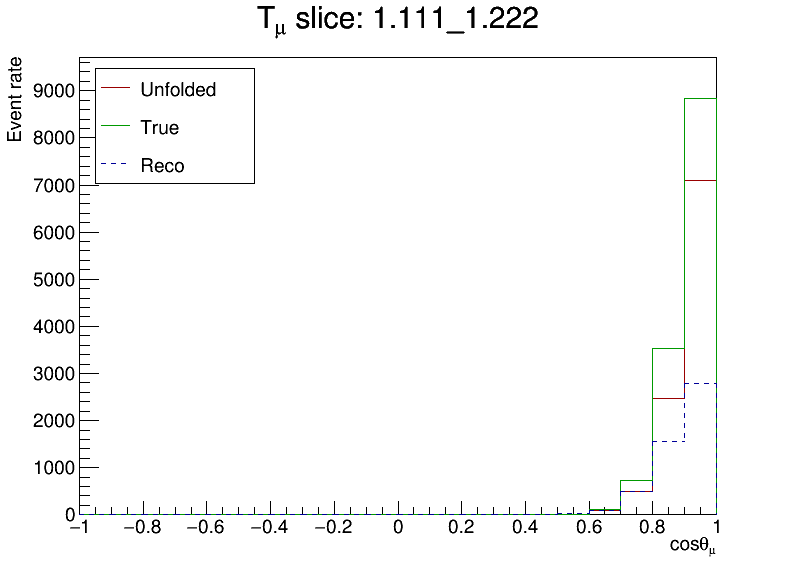 Tμ slice: 1.111_1.222
Event rate
Unfolded
True
Reco
9000
8000
7000
6000
5000
4000
3000
2000
1000
0
−1 −0.8 −0.6 −0.4 −0.2 0 0.2 0.4 0.6 0.8 1
cosθμ